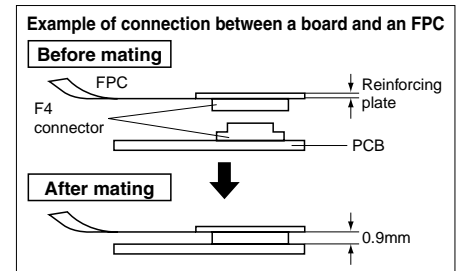 Example of connection between a board and an FPC
Before mating
FPC
Reinforcing
plate
F4
connector
PCB
After mating
0.9mm